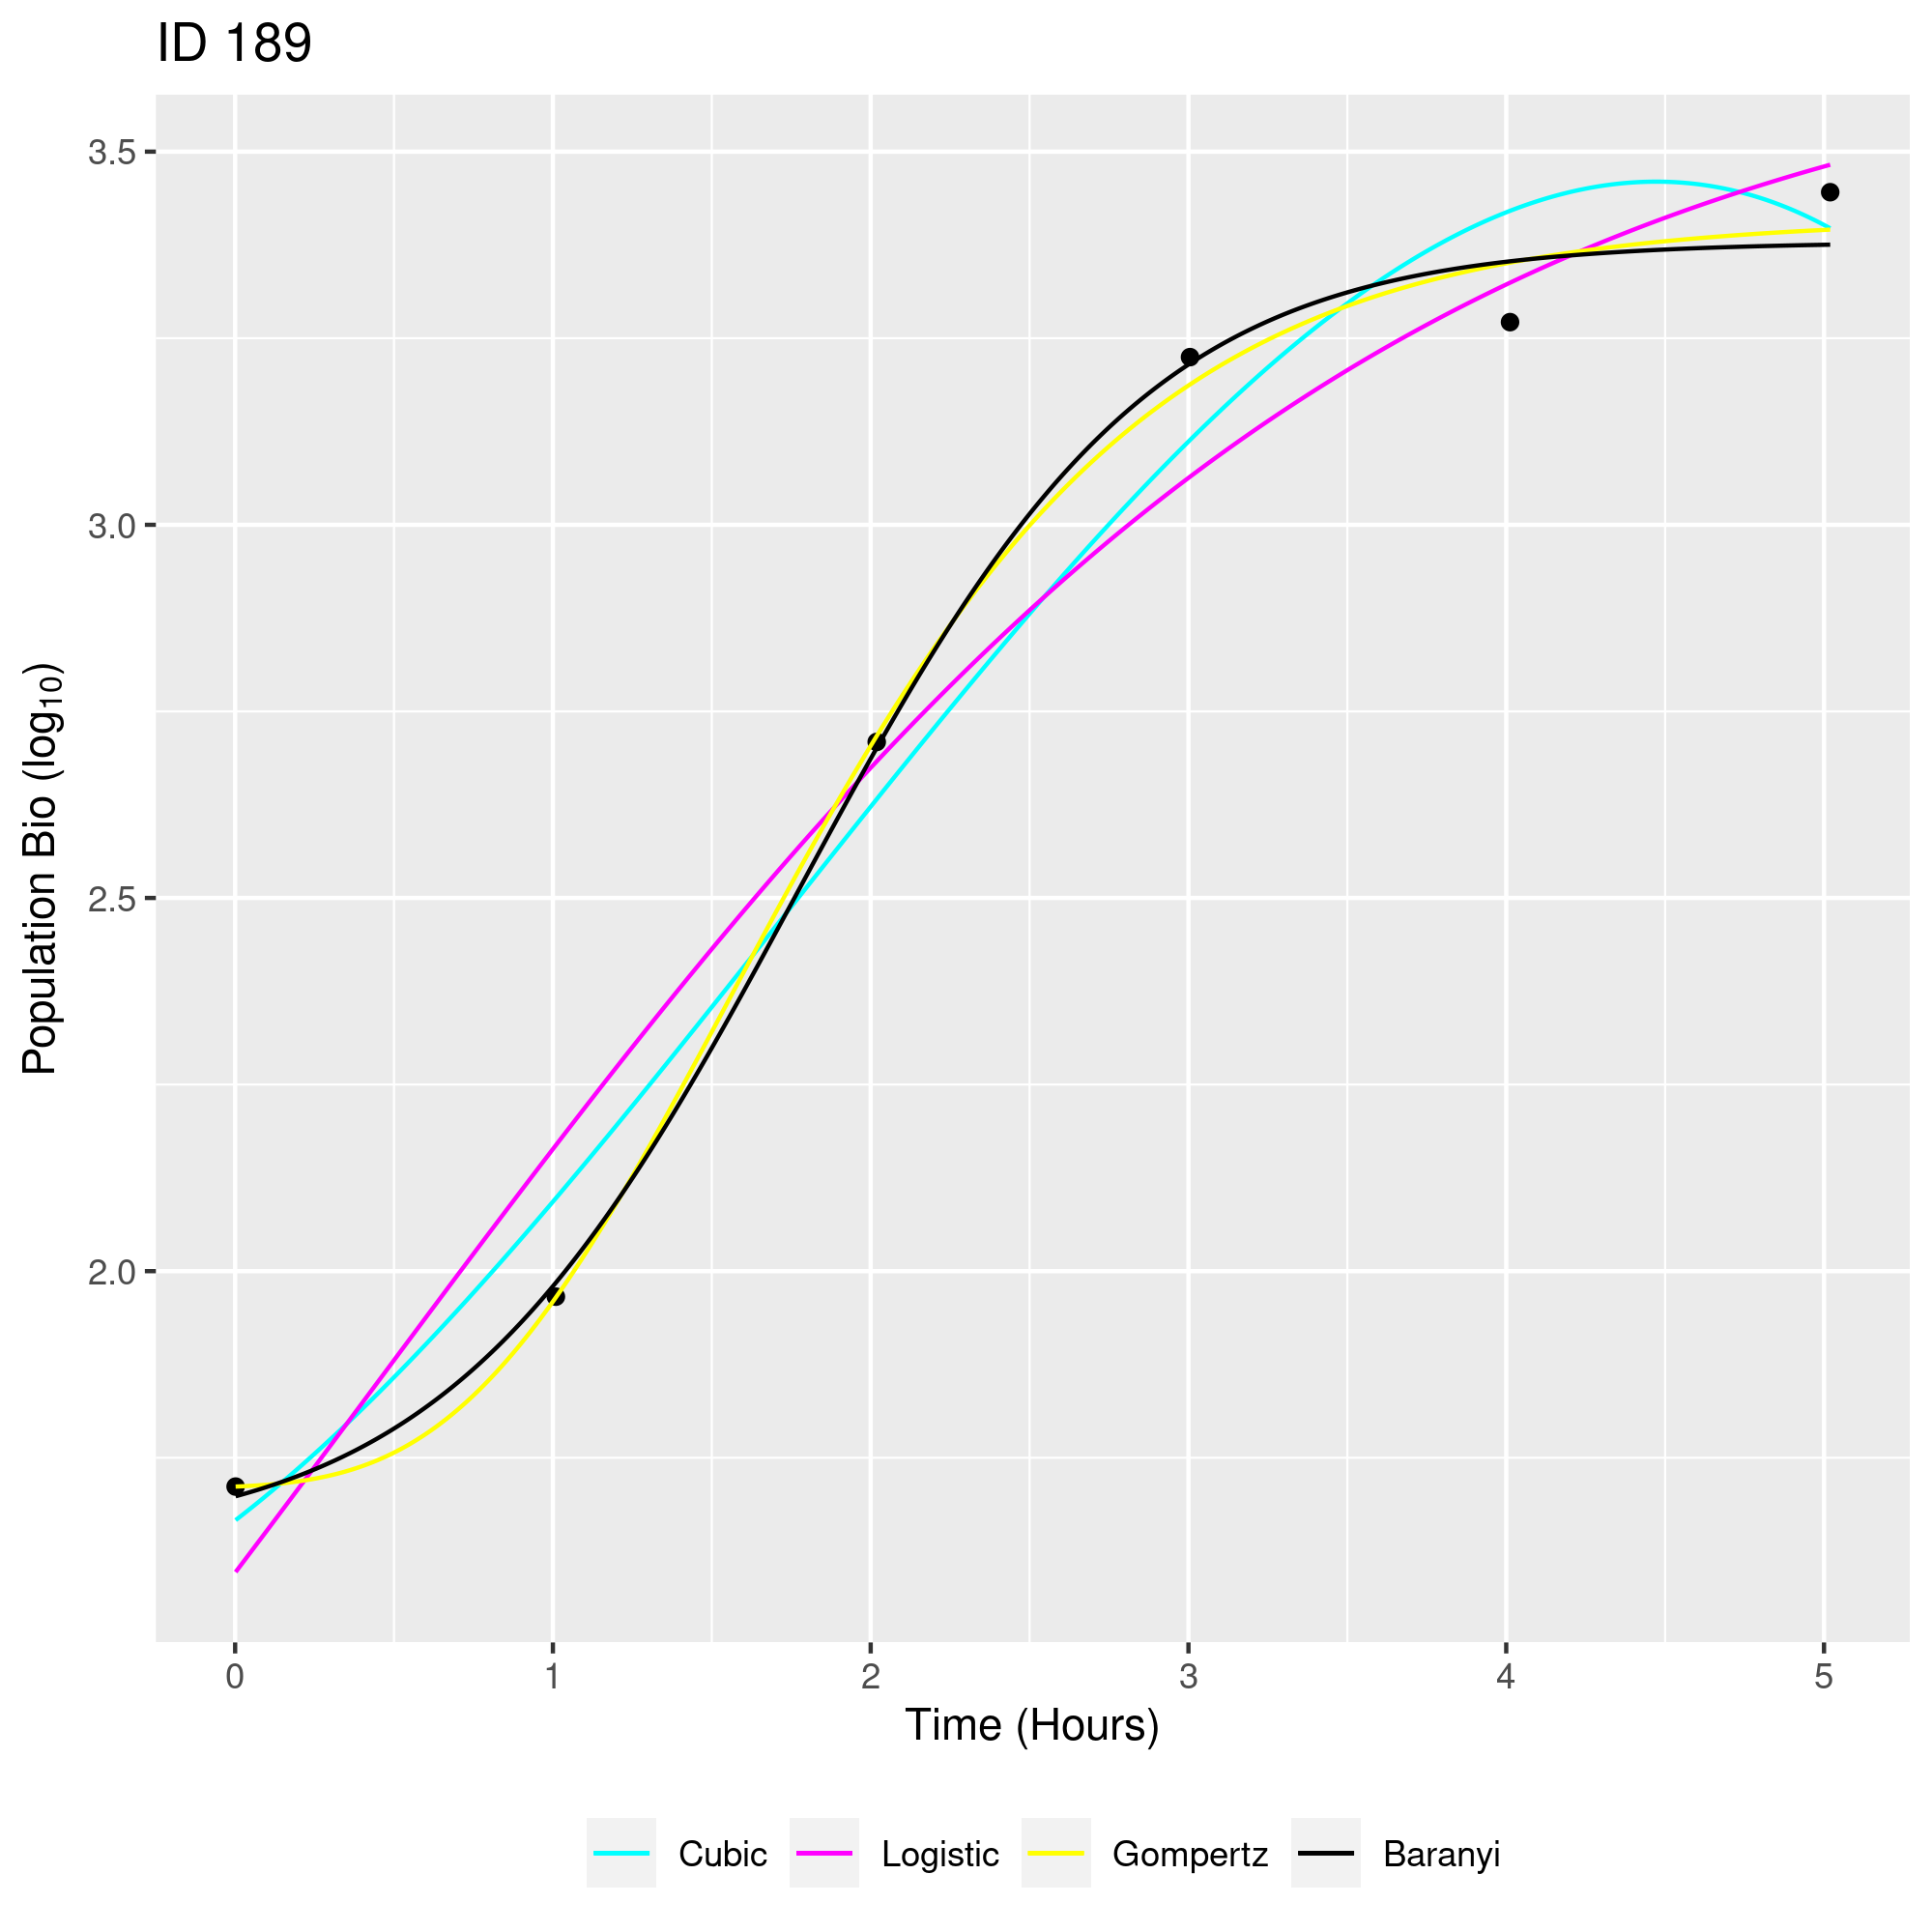 ID 189
3.5
3.0
2.5
2.0
Population Bio (log₁₀)
0 1 2 3 4 5
Time (Hours)
Cubic Logistic Gompertz Baranyi